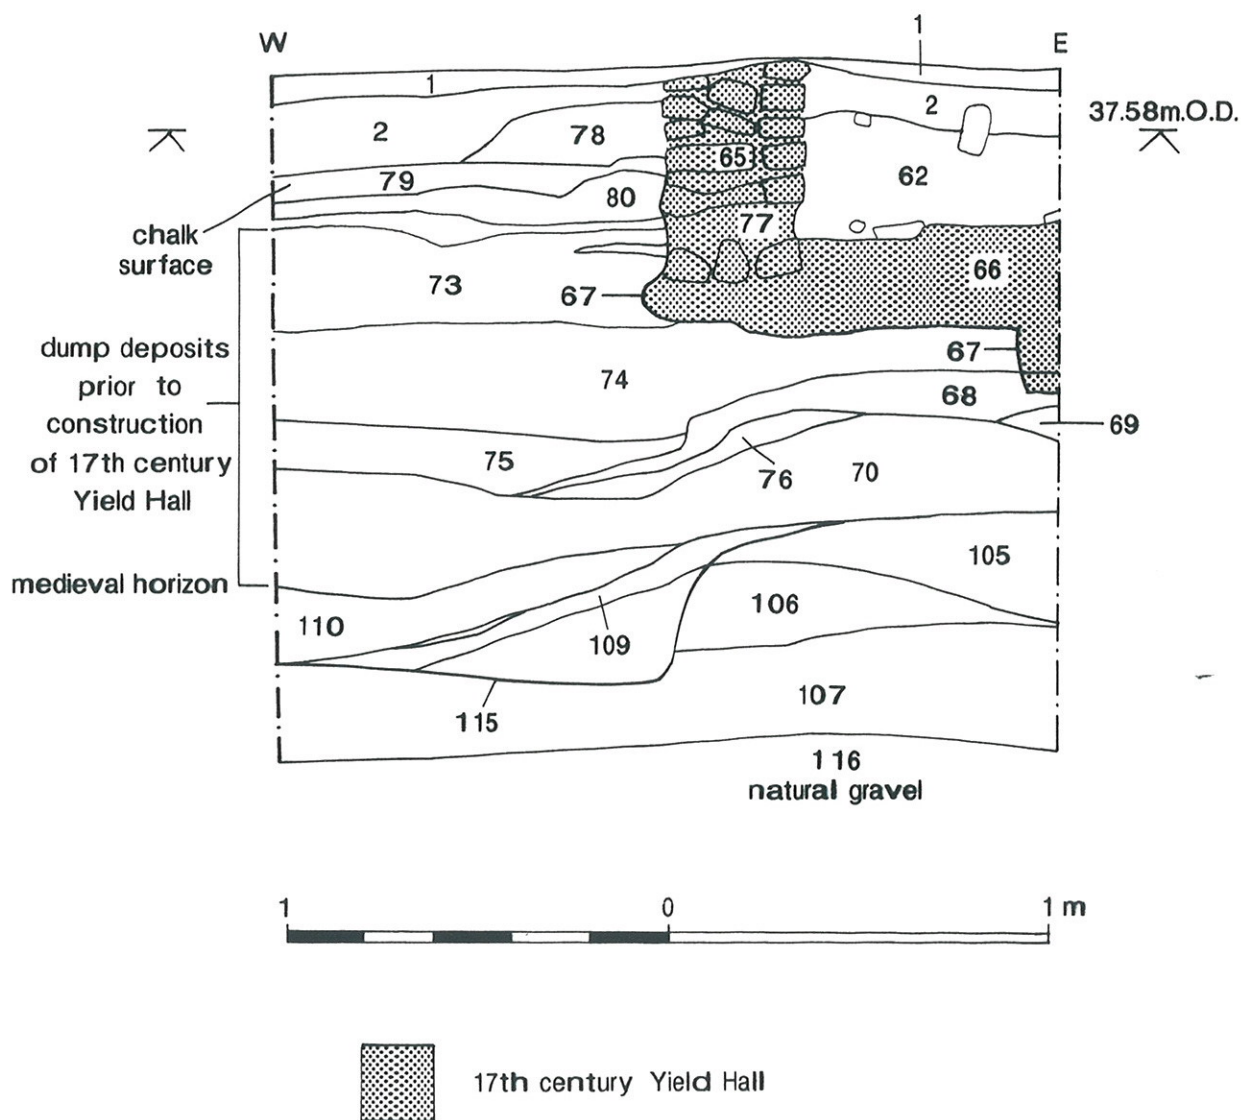 W
1
E
1
2
37.58m.O.D.
2
78
65
79
62
80
77
chalk
surface
66
73
67
dump deposits
prior to
construction
of 17th century
Yield Hall
67
74
68
69
75
76
70
medieval horizon
105
106
110
109
107
115
116
natural gravel
1
0
1 m
17th century Yield Hall